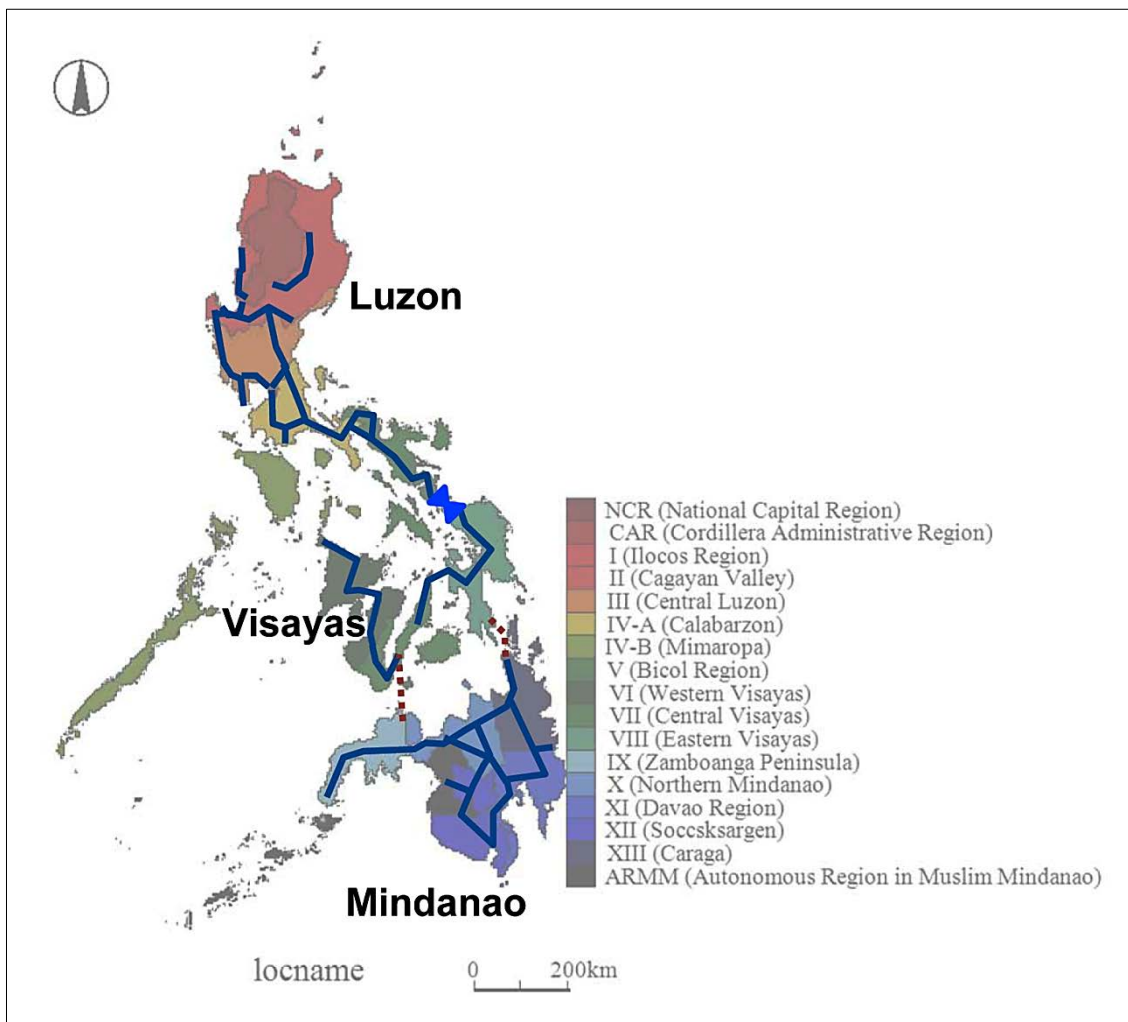 Luzon
Visayas
Mindanao
NCR (National Capital Region)
CAR (Cordillera Administrative Region)
I (Ilocos Region)
II (Cagayan Valley)
III (Central Luzon)
IV-A (Calabarzon)
IV-B (Mimaropa)
V (Bicol Region)
VI (Western Visayas)
VII (Central Visayas)
VIII (Eastern Visayas)
IX (Zamboanga Peninsula)
X (Northern Mindanao)
XI (Davao Region)
XII (Soccsksargen)
XIII (Caraga)
ARMM (Autonomous Region in Muslim Mindanao)
locname
0 200km